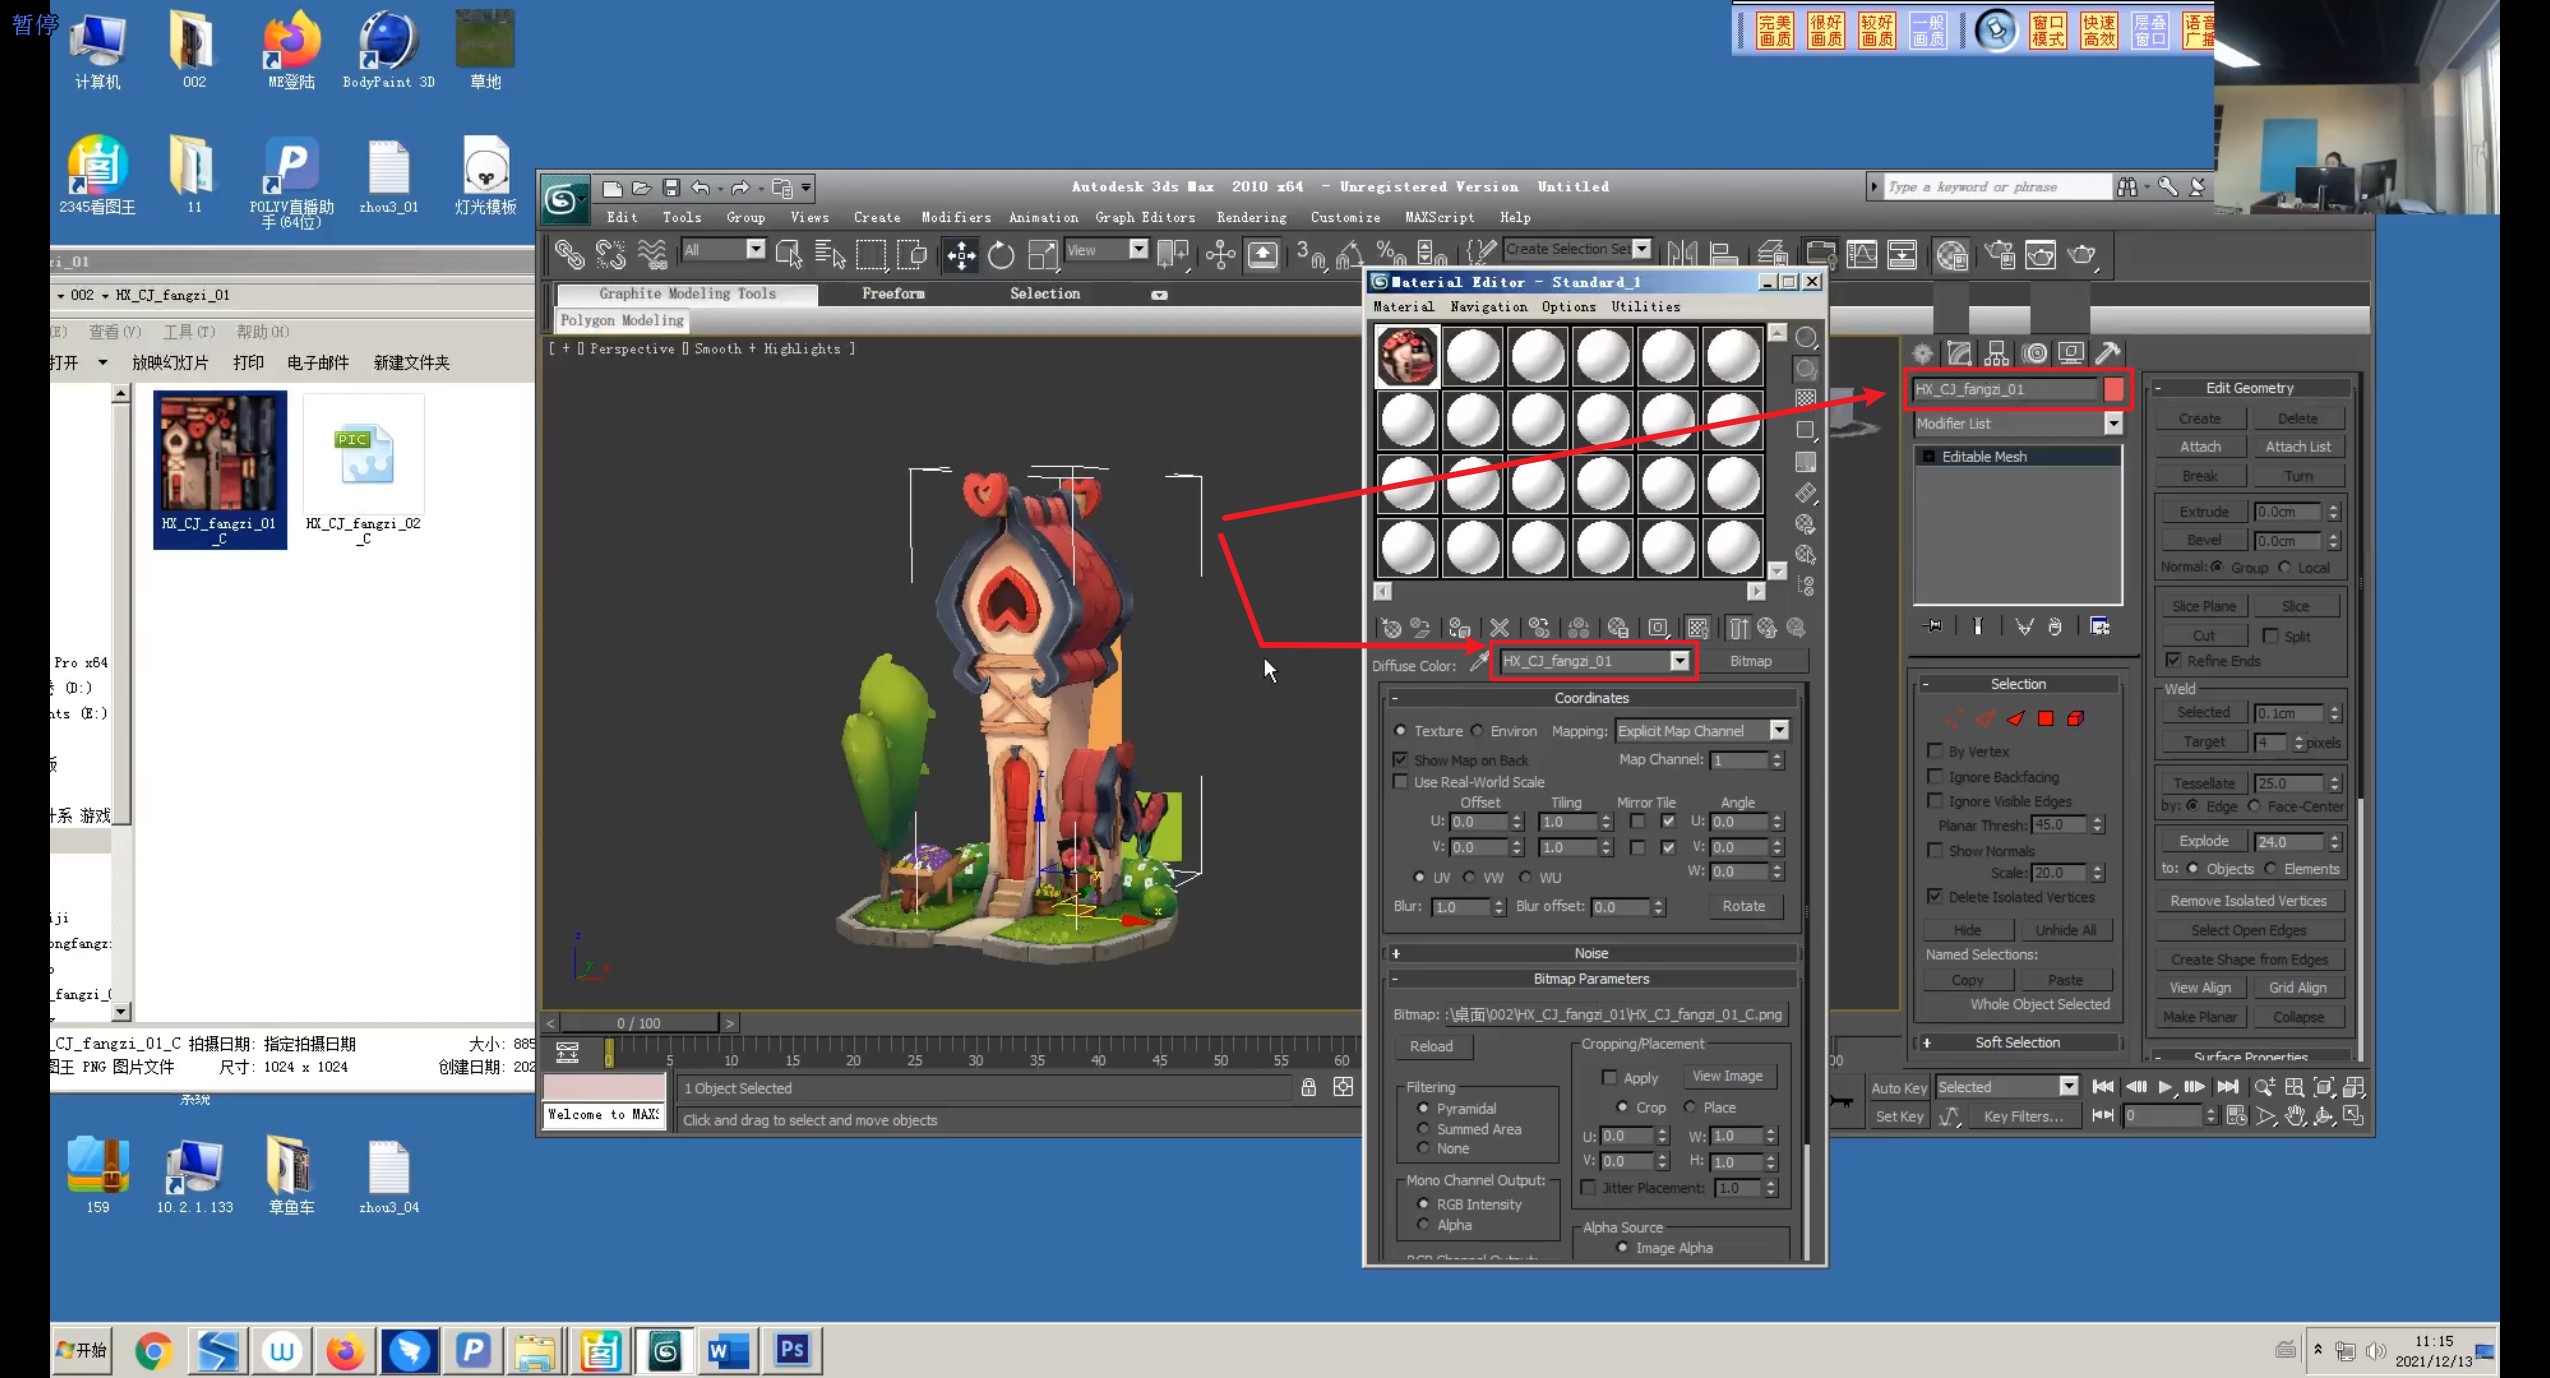 暂停
计算机
002
ME登陆
BodyPaint 3D
草地
完美画质
很好画质
较好画质
一般画质
窗口模式
快速高效
层叠窗口
语音广播
2345看图王
11
POLYV直播助手(64位)
zhou3_01
灯光模板
Autodesk 3ds Max 2010 x64 - Unregistered Version Untitled
Type a keyword or phrase
Edit Tools Group Views Create Modifiers Animation Graph Editors Rendering Customize MAXScript Help
All
View
3
Create Selection Set
Graphite Modeling Tools
Freeform
Selection
Polygon Modeling
[ + [] Perspective [] Smooth + Highlights ]
zi_01
002 HX_CJ_fangzi_01
(E) 查看(V) 工具(T) 帮助(H)
打开 放映幻灯片 打印 电子邮件 新建文件夹
HX_CJ_fangzi_01_C
HX_CJ_fangzi_02_C
Pro x64
(D:)
nts (E:)
计系 游戏
iji
ongfangz
_fangzi_(
_CJ_fangzi_01_C 拍摄日期: 指定拍摄日期
大小: 885
图王 PNG 图片文件
尺寸: 1024 x 1024
创建日期: 202
系统
159
10.2.1.133
章鱼车
zhou3_04
Material Editor - Standard_1
Material Navigation Options Utilities
Diffuse Color:
HX_CJ_fangzi_01
Bitmap
Coordinates
Texture Environ Mapping: Explicit Map Channel
Show Map on Back
Map Channel: 1
Use Real-World Scale
Offset Tiling Mirror Tile Angle
U: 0.0 1.0 U: 0.0
V: 0.0 1.0 V: 0.0
W: 0.0
UV VW WU
Blur: 1.0 Blur offset: 0.0 Rotate
Noise
Bitmap Parameters
Bitmap: :\桌面\002\HX_CJ_fangzi_01\HX_CJ_fangzi_01_C.png
Reload
Cropping/Placement
Apply View Image
Crop Place
U: 0.0 W: 1.0
V: 0.0 H: 1.0
Jitter Placement: 1.0
Filtering
Pyramidal
Summed Area
None
Mono Channel Output:
RGB Intensity
Alpha
RGB Channel Output:
Alpha Source
Image Alpha
HX_CJ_fangzi_01
Modifier List
Editable Mesh
Selection
By Vertex
Ignore Backfacing
Ignore Visible Edges
Planar Thresh: 45.0
Show Normals
Scale: 20.0
Delete Isolated Vertices
Hide Unhide All
Named Selections:
Copy Paste
Whole Object Selected
Soft Selection
Edit Geometry
Create Delete
Attach Attach List
Break Turn
Extrude 0.0cm
Bevel 0.0cm
Normal: Group Local
Slice Plane Slice
Cut Split
Refine Ends
Weld
Selected 0.1cm
Target 4 pixels
Tessellate 25.0
by: Edge Face-Center
Explode 24.0
to: Objects Elements
Remove Isolated Vertices
Select Open Edges
Create Shape from Edges
View Align Grid Align
Make Planar Collapse
Surface Properties
z
x
y
z
y
< 0 / 100 >
0 5 10 15 20 25 30 35 40 45 50 55 60
00
1 Object Selected
Welcome to MAXS
Click and drag to select and move objects
Auto Key Selected
Set Key Key Filters...
0
开始
W
Ps
11:15
2021/12/13